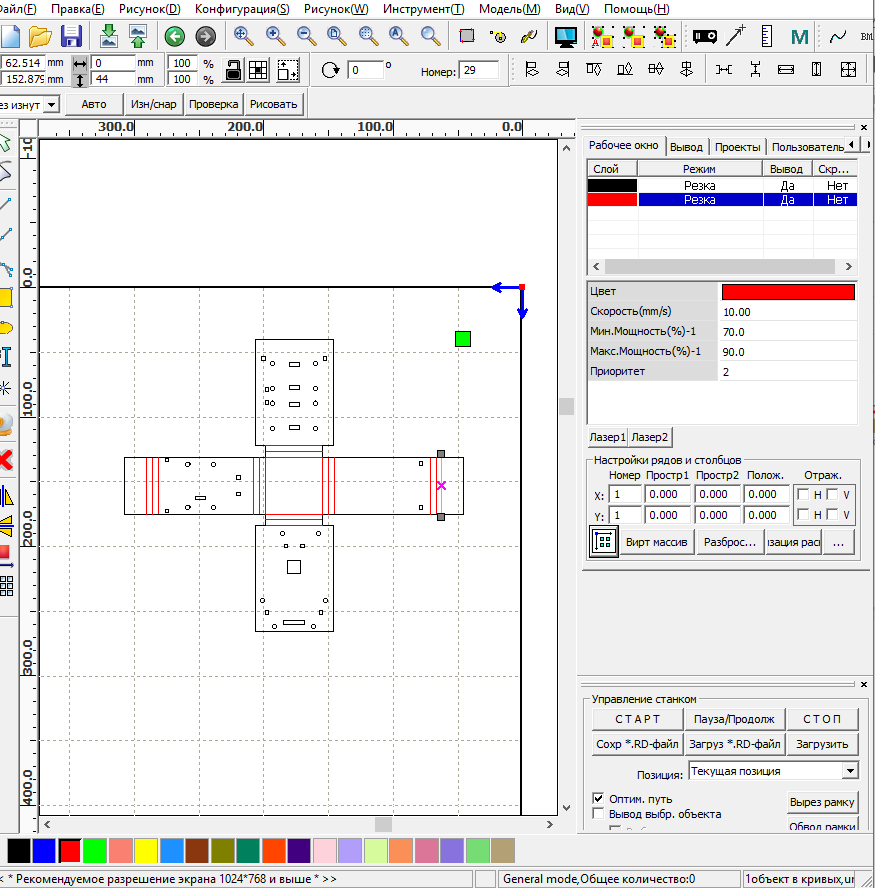 Файл(F) Правка(E) Рисунок(D) Конфигурация(S) Рисунок(W) Инструмент(T) Модель(M) Вид(V) Помощь(H)
62.514 mm 0 mm 100 %
152.879 mm 44 mm 100 %
0 ° Номер: 29
ез изнут Авто Изн/снар Проверка Рисовать
300.0 200.0 100.0 0.0
-10
0.0
100.0
200.0
300.0
400.0
Рабочее окно Вывод Проекты Пользователь
Слой Режим Вывод Скр...
Резка Да Нет
Резка Да Нет
Цвет
Скорость(mm/s) 10.00
Мин.Мощность(%)-1 70.0
Макс.Мощность(%)-1 90.0
Приоритет 2
Лазер1 Лазер2
Настройки рядов и столбцов
Номер Простр1 Простр2 Полож. Отраж.
X: 1 0.000 0.000 0.000 H V
Y: 1 0.000 0.000 0.000 H V
Вирт массив Разброс... изация расп ...
Управление станком
С Т А Р Т Пауза/Продолж С Т О П
Сохр *.RD-файл Загруз *.RD-файл Загрузить
Позиция: Текущая позиция
Оптим. путь Вырез рамку
Вывод выбр. объекта
Обвод рамки
< * Рекомендуемое разрешение экрана 1024*768 и выше * >> General mode,Общее количество:0 1объект в кривых,ur